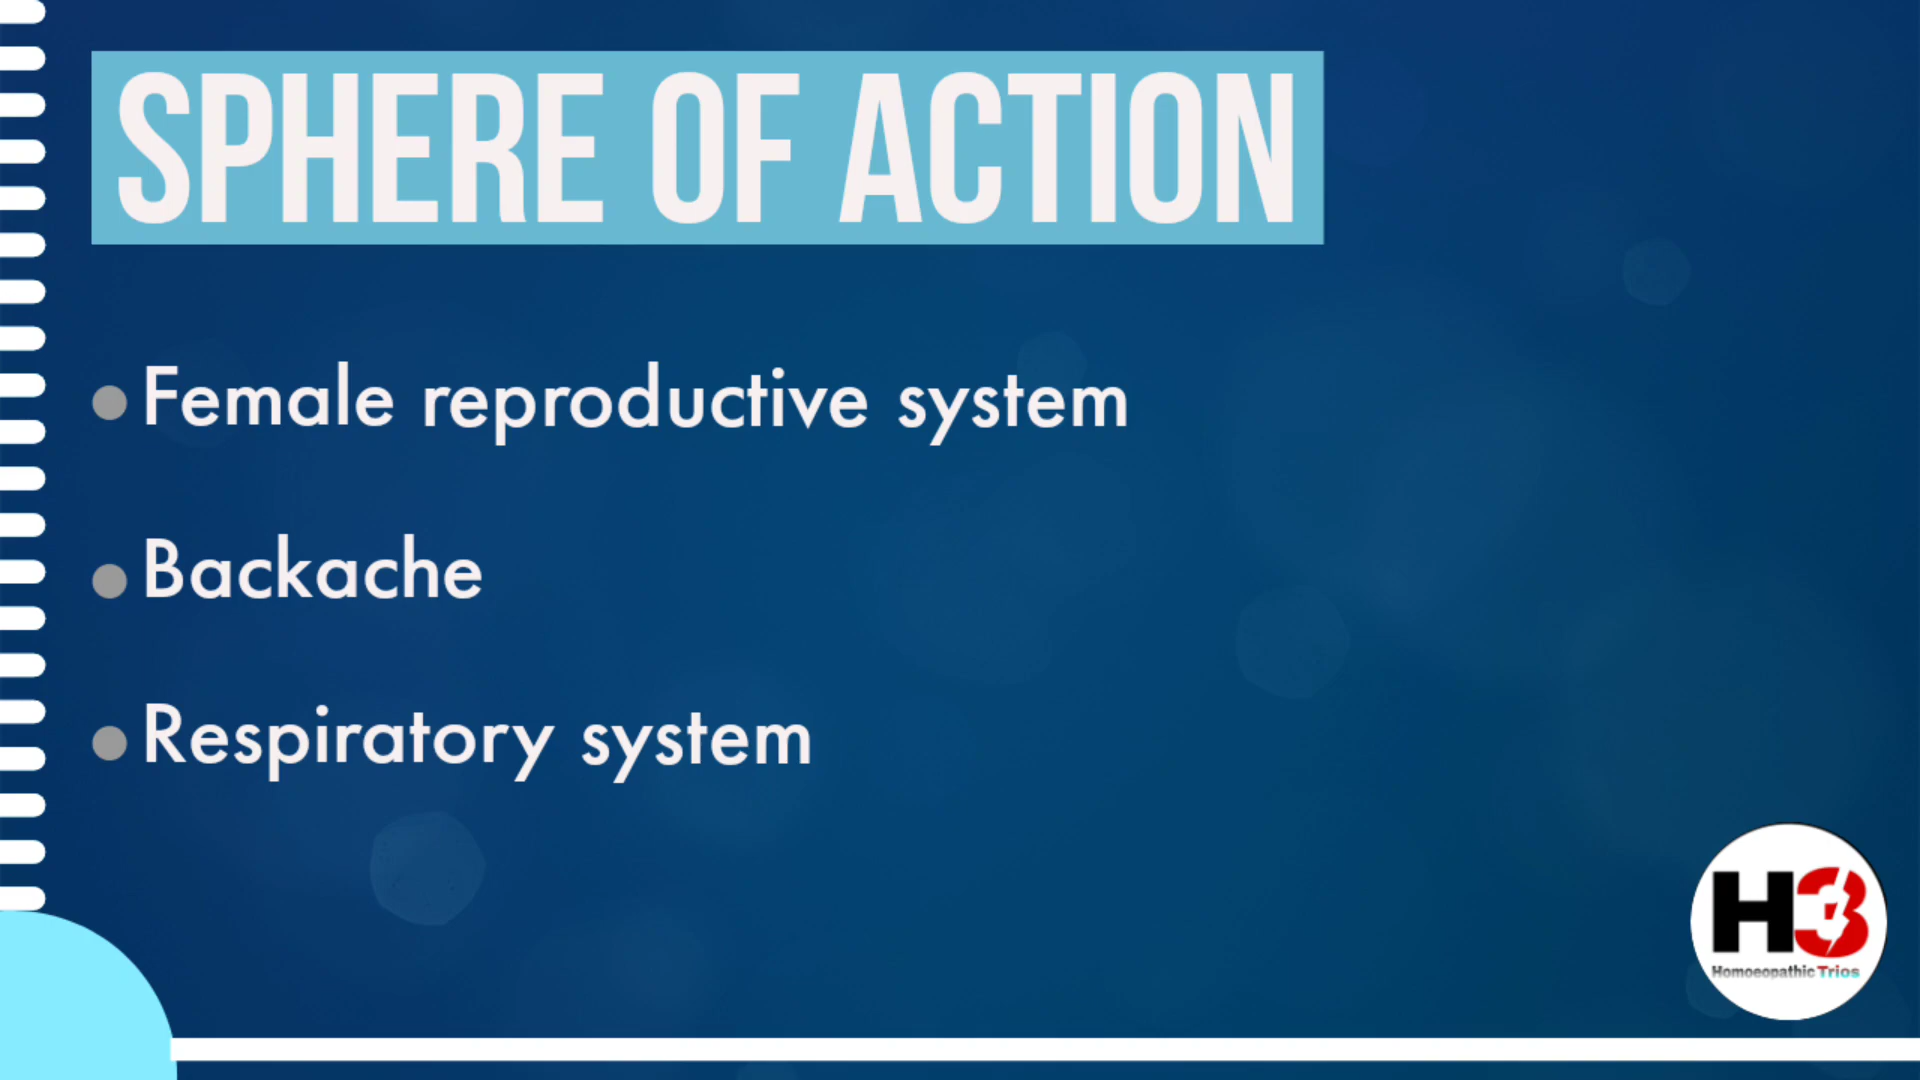 SPHERE OF ACTION
Female reproductive system
Backache
Respiratory system
H3
Homoeopathic Trios